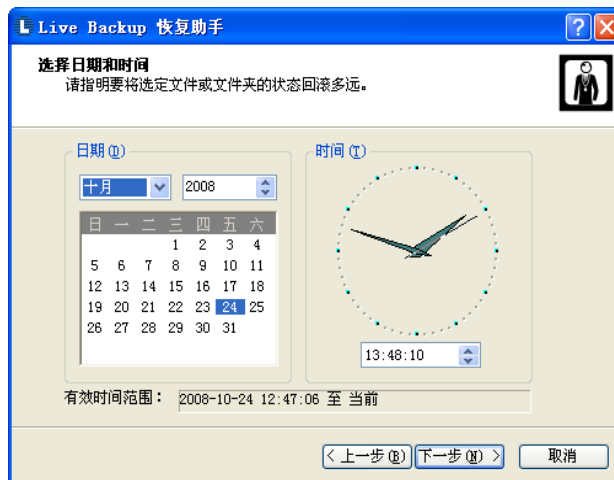 Live Backup 恢复助手
选择日期和时间
请指明要将选定文件或文件夹的状态回滚多远。
日期(D)
十月 2008
日 一 二 三 四 五 六
1 2 3 4
5 6 7 8 9 10 11
12 13 14 15 16 17 18
19 20 21 22 23 24 25
26 27 28 29 30 31
时间(T)
13:48:10
有效时间范围： 2008-10-24 12:47:06 至 当前
< 上一步(B) 下一步(N) > 取消